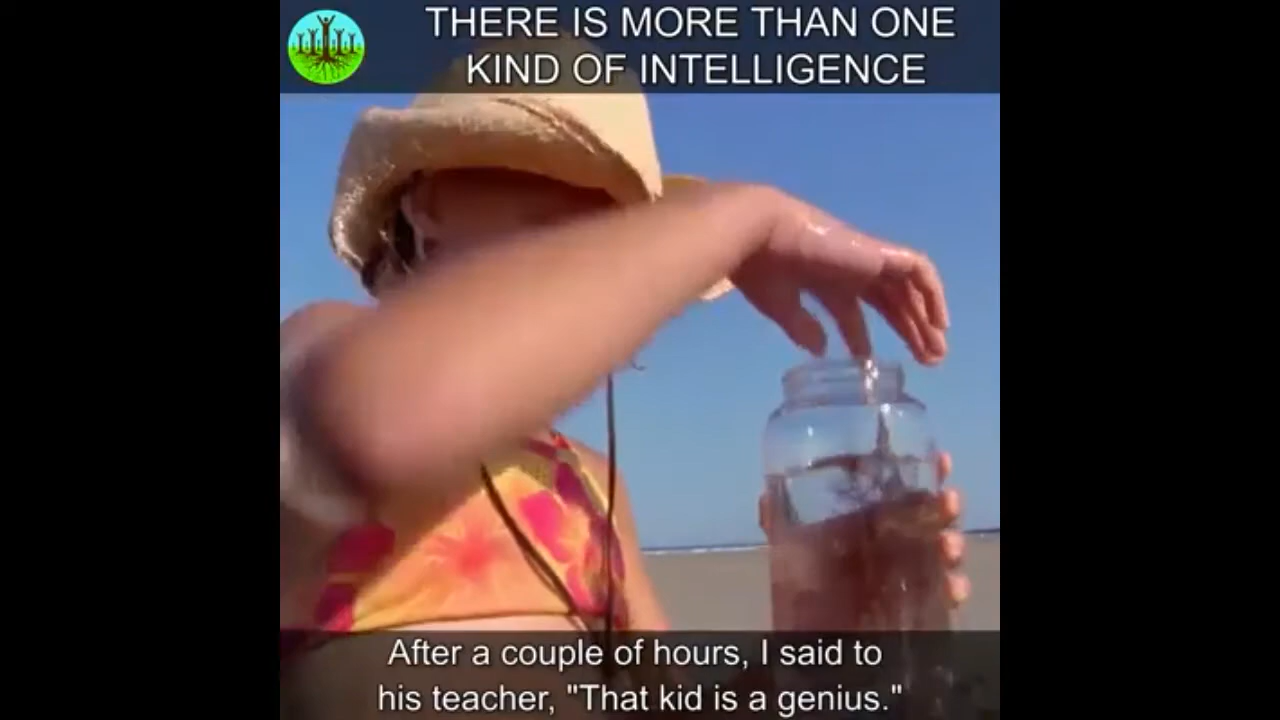 THERE IS MORE THAN ONE
KIND OF INTELLIGENCE
After a couple of hours, I said to
his teacher, "That kid is a genius."